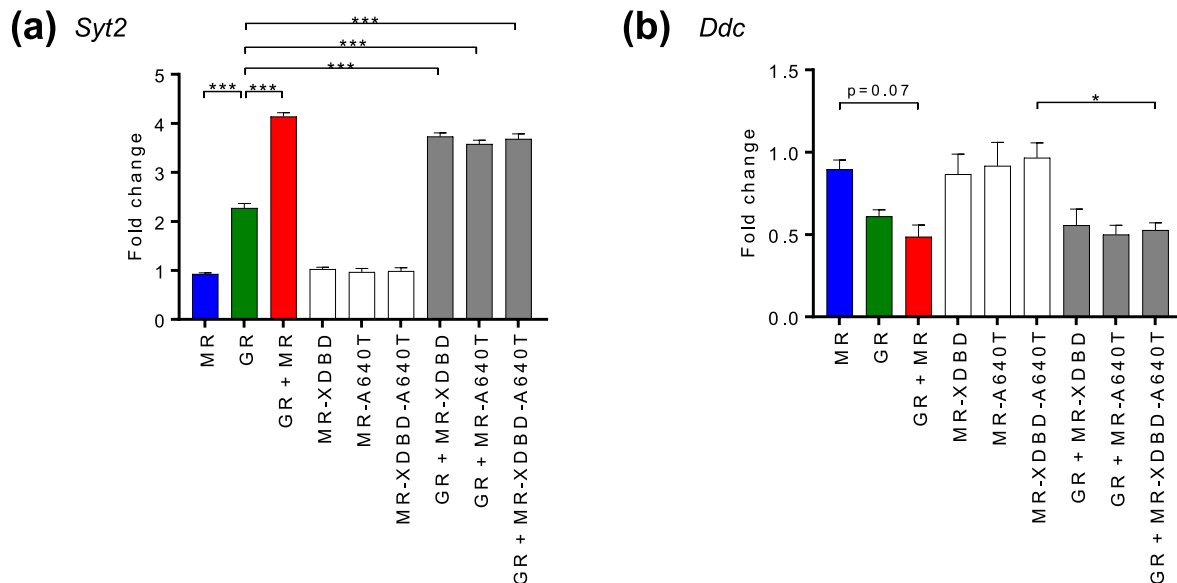 (a) Syt2
***
***
***
*** ***
Fold change
5
4
3
2
1
0
MR
GR
GR + MR
MR-XDBD
MR-A640T
MR-XDBD-A640T
GR + MR-XDBD
GR + MR-A640T
GR + MR-XDBD-A640T
(b) Ddc
p=0.07
*
Fold change
1.5
1.0
0.5
0.0
MR
GR
GR + MR
MR-XDBD
MR-A640T
MR-XDBD-A640T
GR + MR-XDBD
GR + MR-A640T
GR + MR-XDBD-A640T